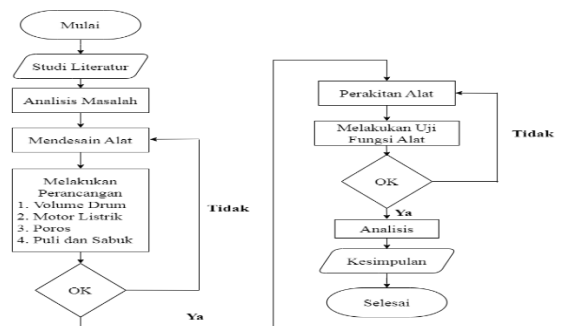 Mulai
Studi Literatur
Analisis Masalah
Mendesain Alat
Melakukan
Perancangan
1. Volume Drum
2. Motor Listrik
3. Poros
4. Puli dan Sabuk
Tidak
OK
Ya
Perakitan Alat
Melakukan Uji
Fungsi Alat
Tidak
OK
Ya
Analisis
Kesimpulan
Selesai